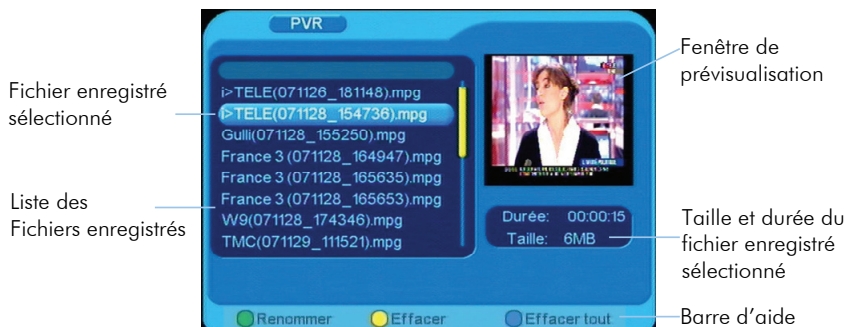 PVR
Fichier enregistré
sélectionné
Liste des
Fichiers enregistrés
i>TELE(071126_181148).mpg
i>TELE(071128_154736).mpg
Gulli(071128_155250).mpg
France 3 (071128_164947).mpg
France 3 (071128_165635).mpg
France 3 (071128_165653).mpg
W9(071128_174346).mpg
TMC(071129_111521).mpg
Fenêtre de
prévisualisation
Durée: 00:00:15
Taille: 6MB
Taille et durée du
fichier enregistré
sélectionné
Renommer Effacer Effacer tout
Barre d'aide